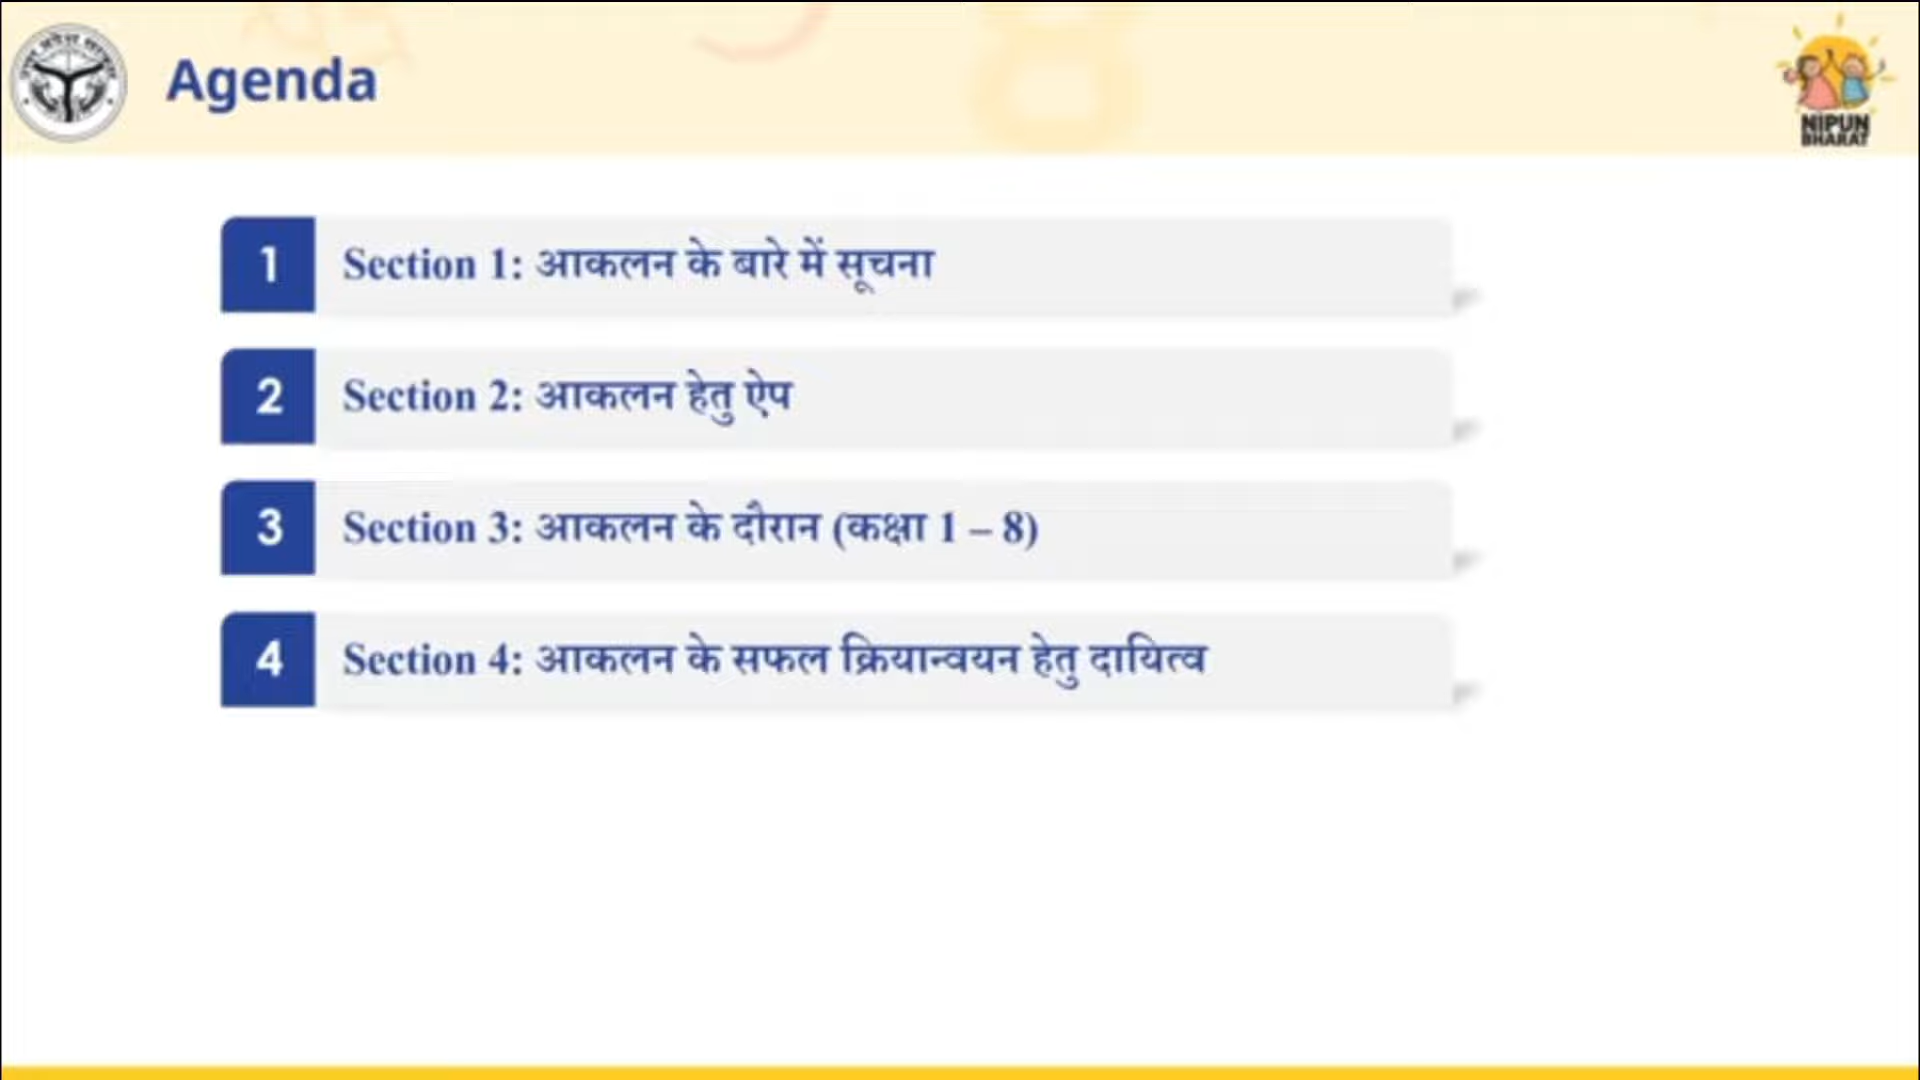 Agenda
NIPUN
BHARAT
1
Section 1: आकलन के बारे में सूचना
2
Section 2: आकलन हेतु ऐप
3
Section 3: आकलन के दौरान (कक्षा 1 – 8)
4
Section 4: आकलन के सफल क्रियान्वयन हेतु दायित्व